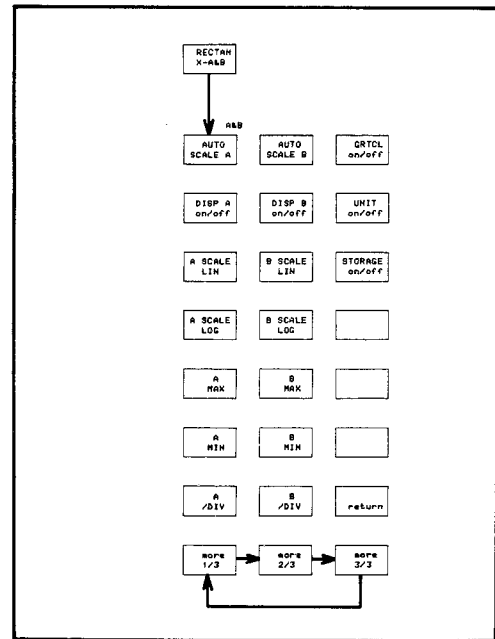 RECTAN
X-A&B
A&B
AUTO
SCALE A
AUTO
SCALE B
GRTCL
on/off
DISP A
on/off
DISP B
on/off
UNIT
on/off
A SCALE
LIN
B SCALE
LIN
STORAGE
on/off
A SCALE
LOG
B SCALE
LOG
A
MAX
B
MAX
A
MIN
B
MIN
A
/DIV
B
/DIV
return
more
1/3
more
2/3
more
3/3